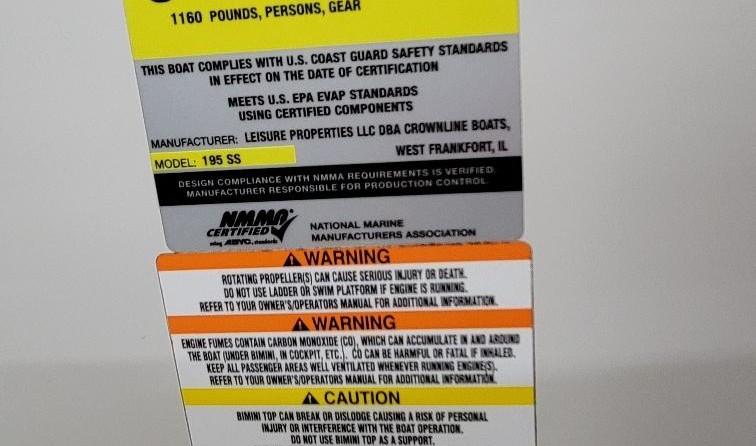 1160 POUNDS, PERSONS, GEAR
THIS BOAT COMPLIES WITH U.S. COAST GUARD SAFETY STANDARDS
IN EFFECT ON THE DATE OF CERTIFICATION
MEETS U.S. EPA EVAP STANDARDS
USING CERTIFIED COMPONENTS
MANUFACTURER: LEISURE PROPERTIES LLC DBA CROWNLINE BOATS,
WEST FRANKFORT, IL
MODEL: 195 SS
DESIGN COMPLIANCE WITH NMMA REQUIREMENTS IS VERIFIED.
MANUFACTURER RESPONSIBLE FOR PRODUCTION CONTROL.
NMMA
CERTIFIED
using ABYC. standards
NATIONAL MARINE
MANUFACTURERS ASSOCIATION
WARNING
ROTATING PROPELLER(S) CAN CAUSE SERIOUS INJURY OR DEATH.
DO NOT USE LADDER OR SWIM PLATFORM IF ENGINE IS RUNNING.
REFER TO YOUR OWNER'S/OPERATORS MANUAL FOR ADDITIONAL INFORMATION.
WARNING
ENGINE FUMES CONTAIN CARBON MONOXIDE (CO), WHICH CAN ACCUMULATE IN AND AROUND
THE BOAT (UNDER BIMINI, IN COCKPIT, ETC.). CO CAN BE HARMFUL OR FATAL IF INHALED.
KEEP ALL PASSENGER AREAS WELL VENTILATED WHENEVER RUNNING ENGINE(S).
REFER TO YOUR OWNER'S/OPERATORS MANUAL FOR ADDITIONAL INFORMATION.
CAUTION
BIMINI TOP CAN BREAK OR DISLODGE CAUSING A RISK OF PERSONAL
INJURY OR INTERFERENCE WITH THE BOAT OPERATION.
DO NOT USE BIMINI TOP AS A SUPPORT.